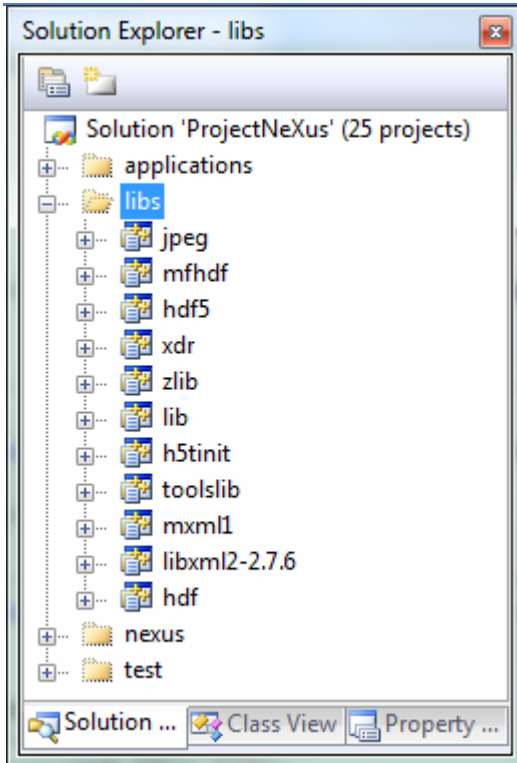 Solution Explorer - libs
Solution 'ProjectNeXus' (25 projects)
applications
libs
jpeg
mfhdf
hdf5
xdr
zlib
lib
h5tinit
toolslib
mxml1
libxml2-2.7.6
hdf
nexus
test
Solution ... Class View Property ...